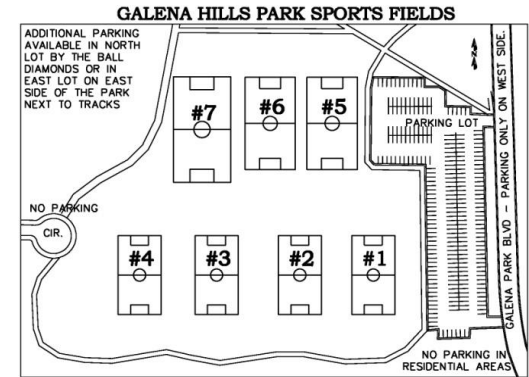 GALENA HILLS PARK SPORTS FIELDS
ADDITIONAL PARKING
AVAILABLE IN NORTH
LOT BY THE BALL
DIAMONDS OR IN
EAST LOT ON EAST
SIDE OF THE PARK
NEXT TO TRACKS
#7
#6
#5
PARKING LOT
GALENA PARK BLVD - PARKING ONLY ON WEST SIDE.
NO PARKING
CIR.
#4
#3
#2
#1
NO PARKING IN
RESIDENTIAL AREAS